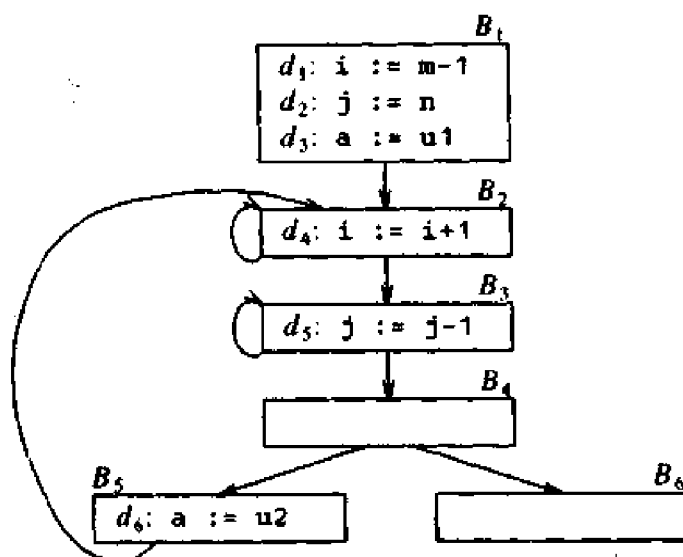 B₁
d₁: i := m-1
d₂: j := n
d₃: a := u1
B₂
d₄: i := i+1
B₃
d₅: j := j-1
B₄
B₅
B₆
d₆: a := u2